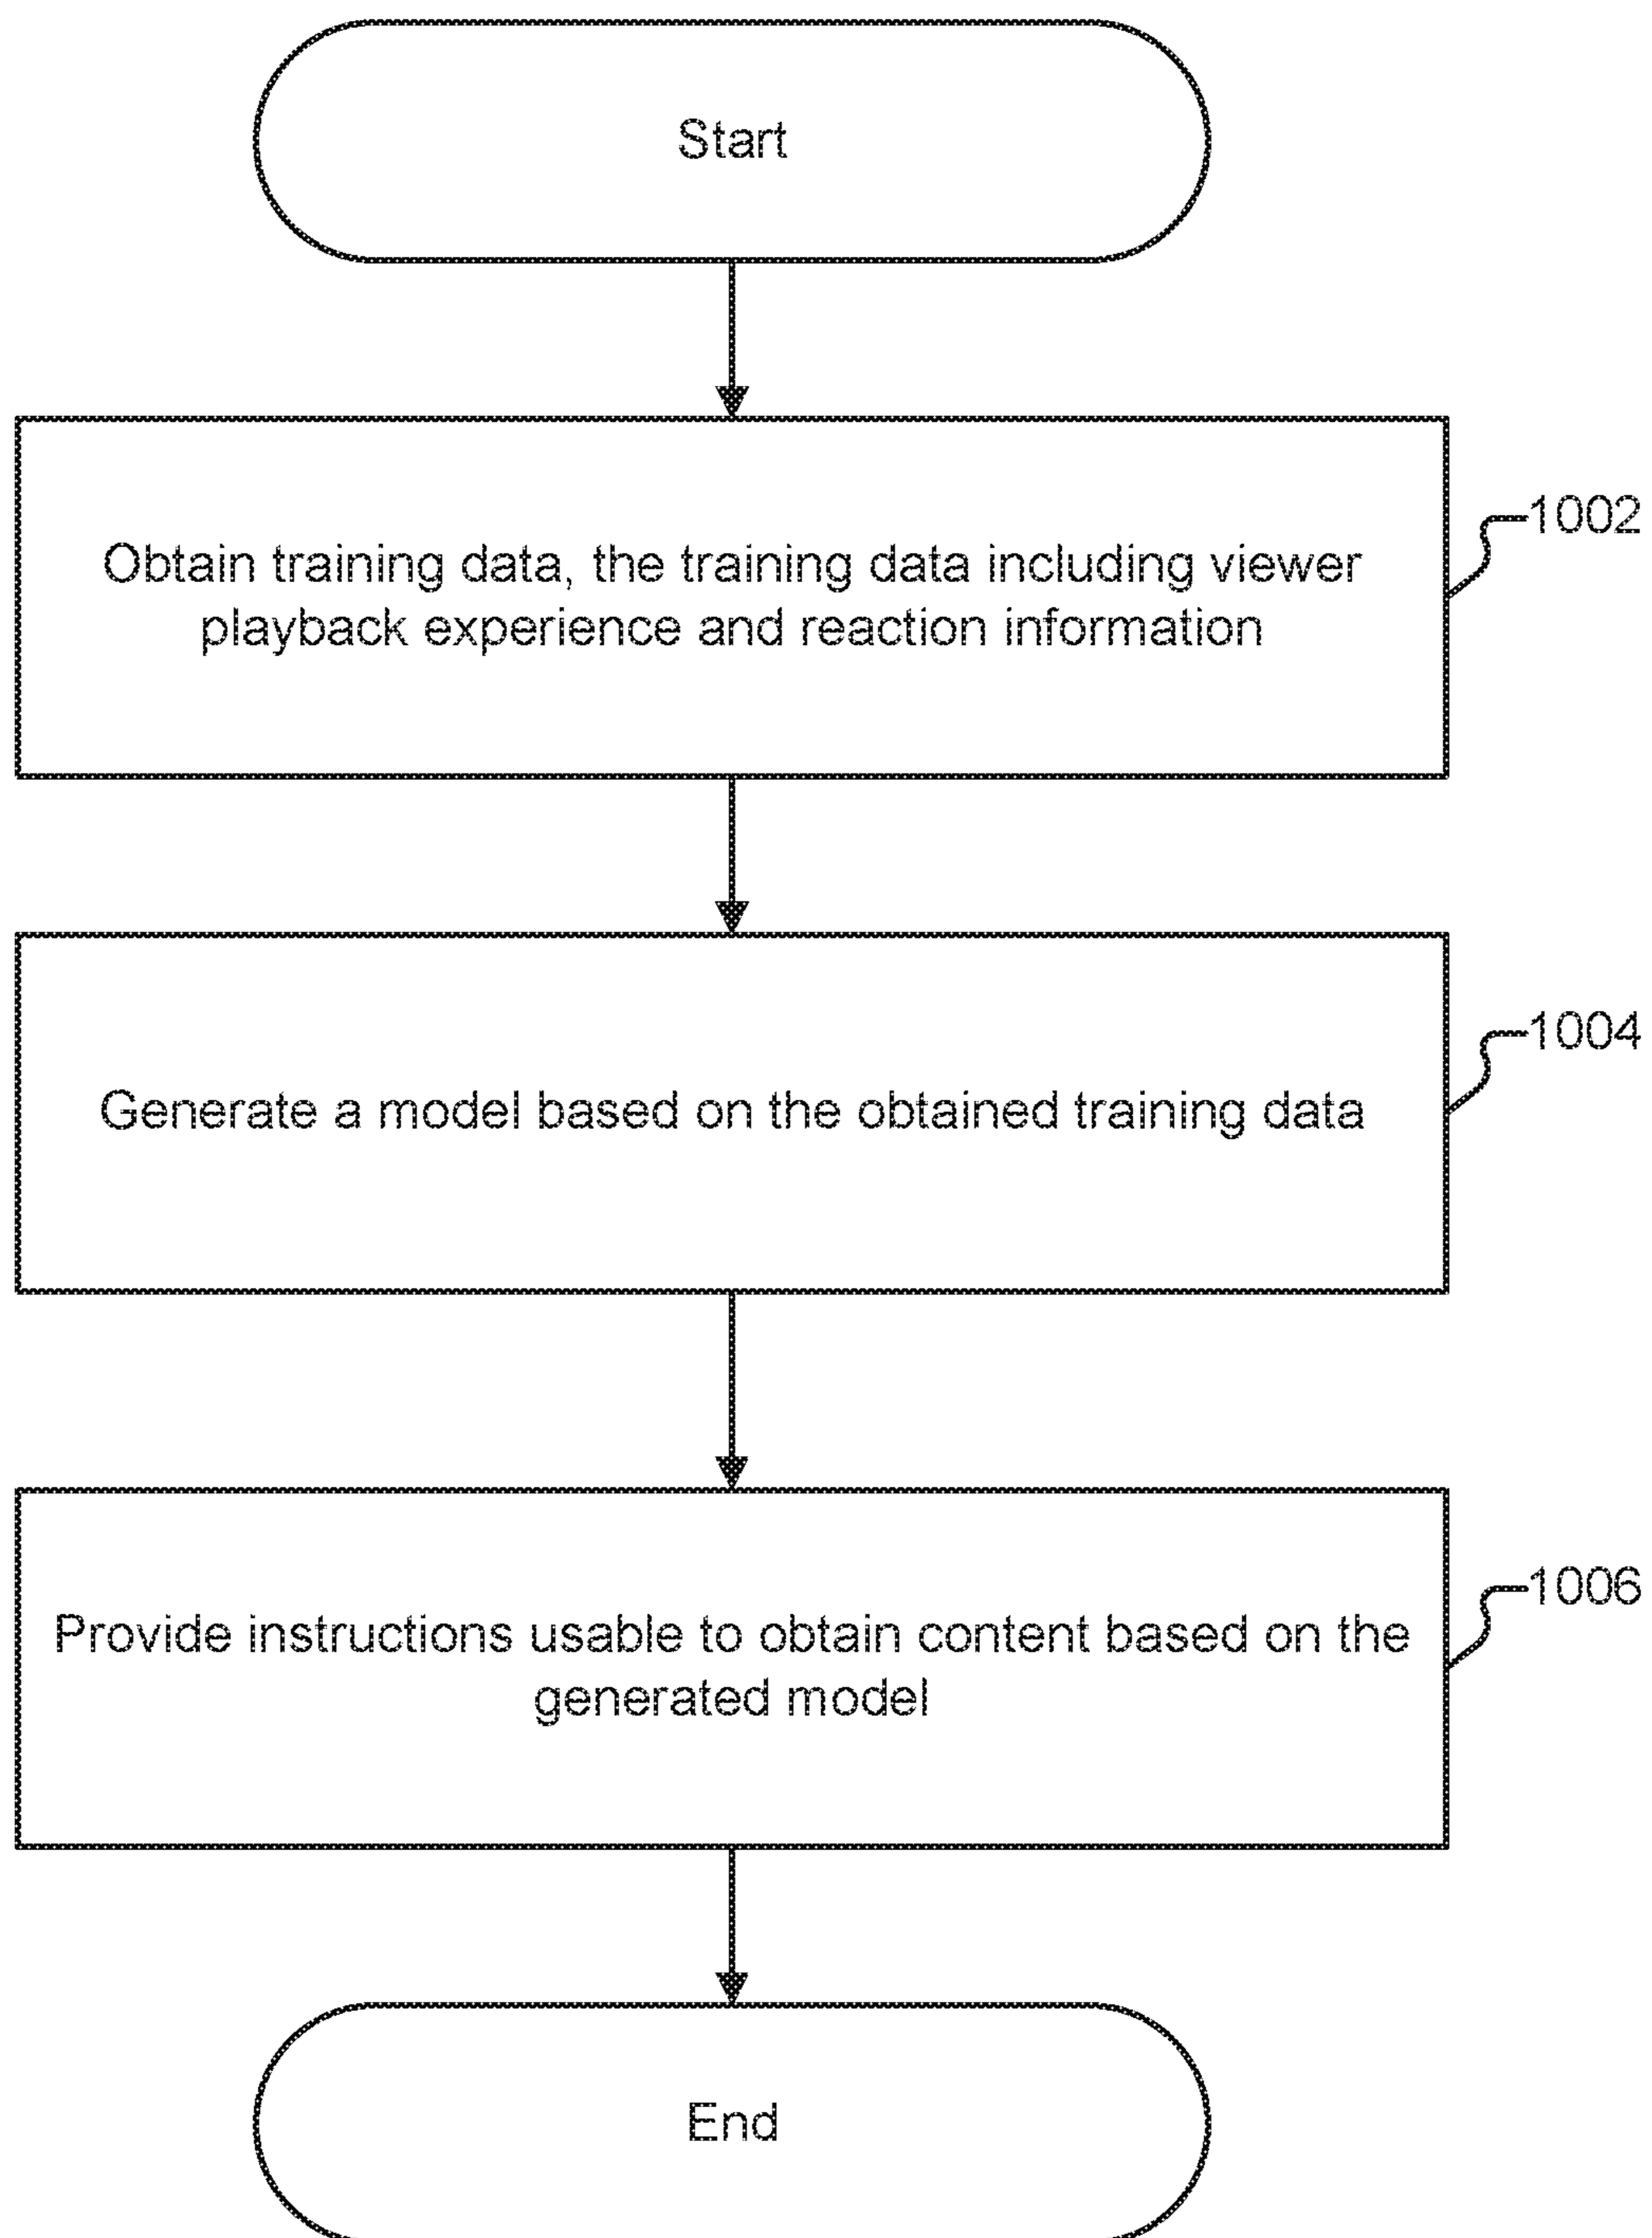 Start
1002
Obtain training data, the training data including viewer
playback experience and reaction information
1004
Generate a model based on the obtained training data
1006
Provide instructions usable to obtain content based on the
generated model
End